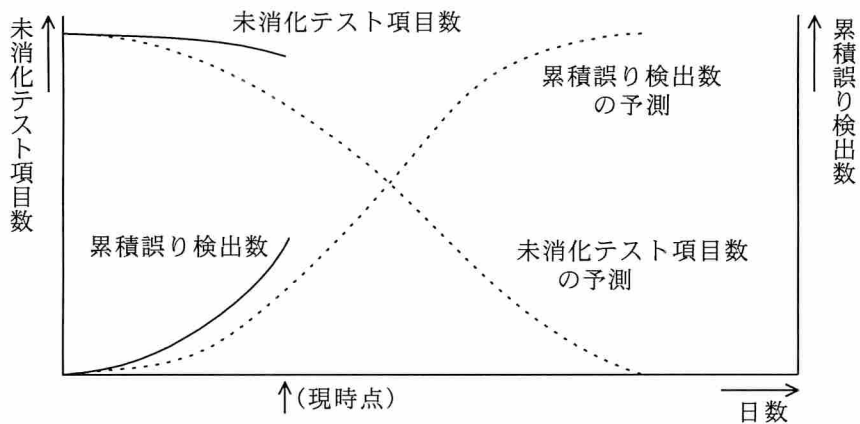 未消化テスト項目数
累積誤り検出数
未消化テスト項目数
累積誤り検出数
の予測
累積誤り検出数
未消化テスト項目数
の予測
(現時点)
日数